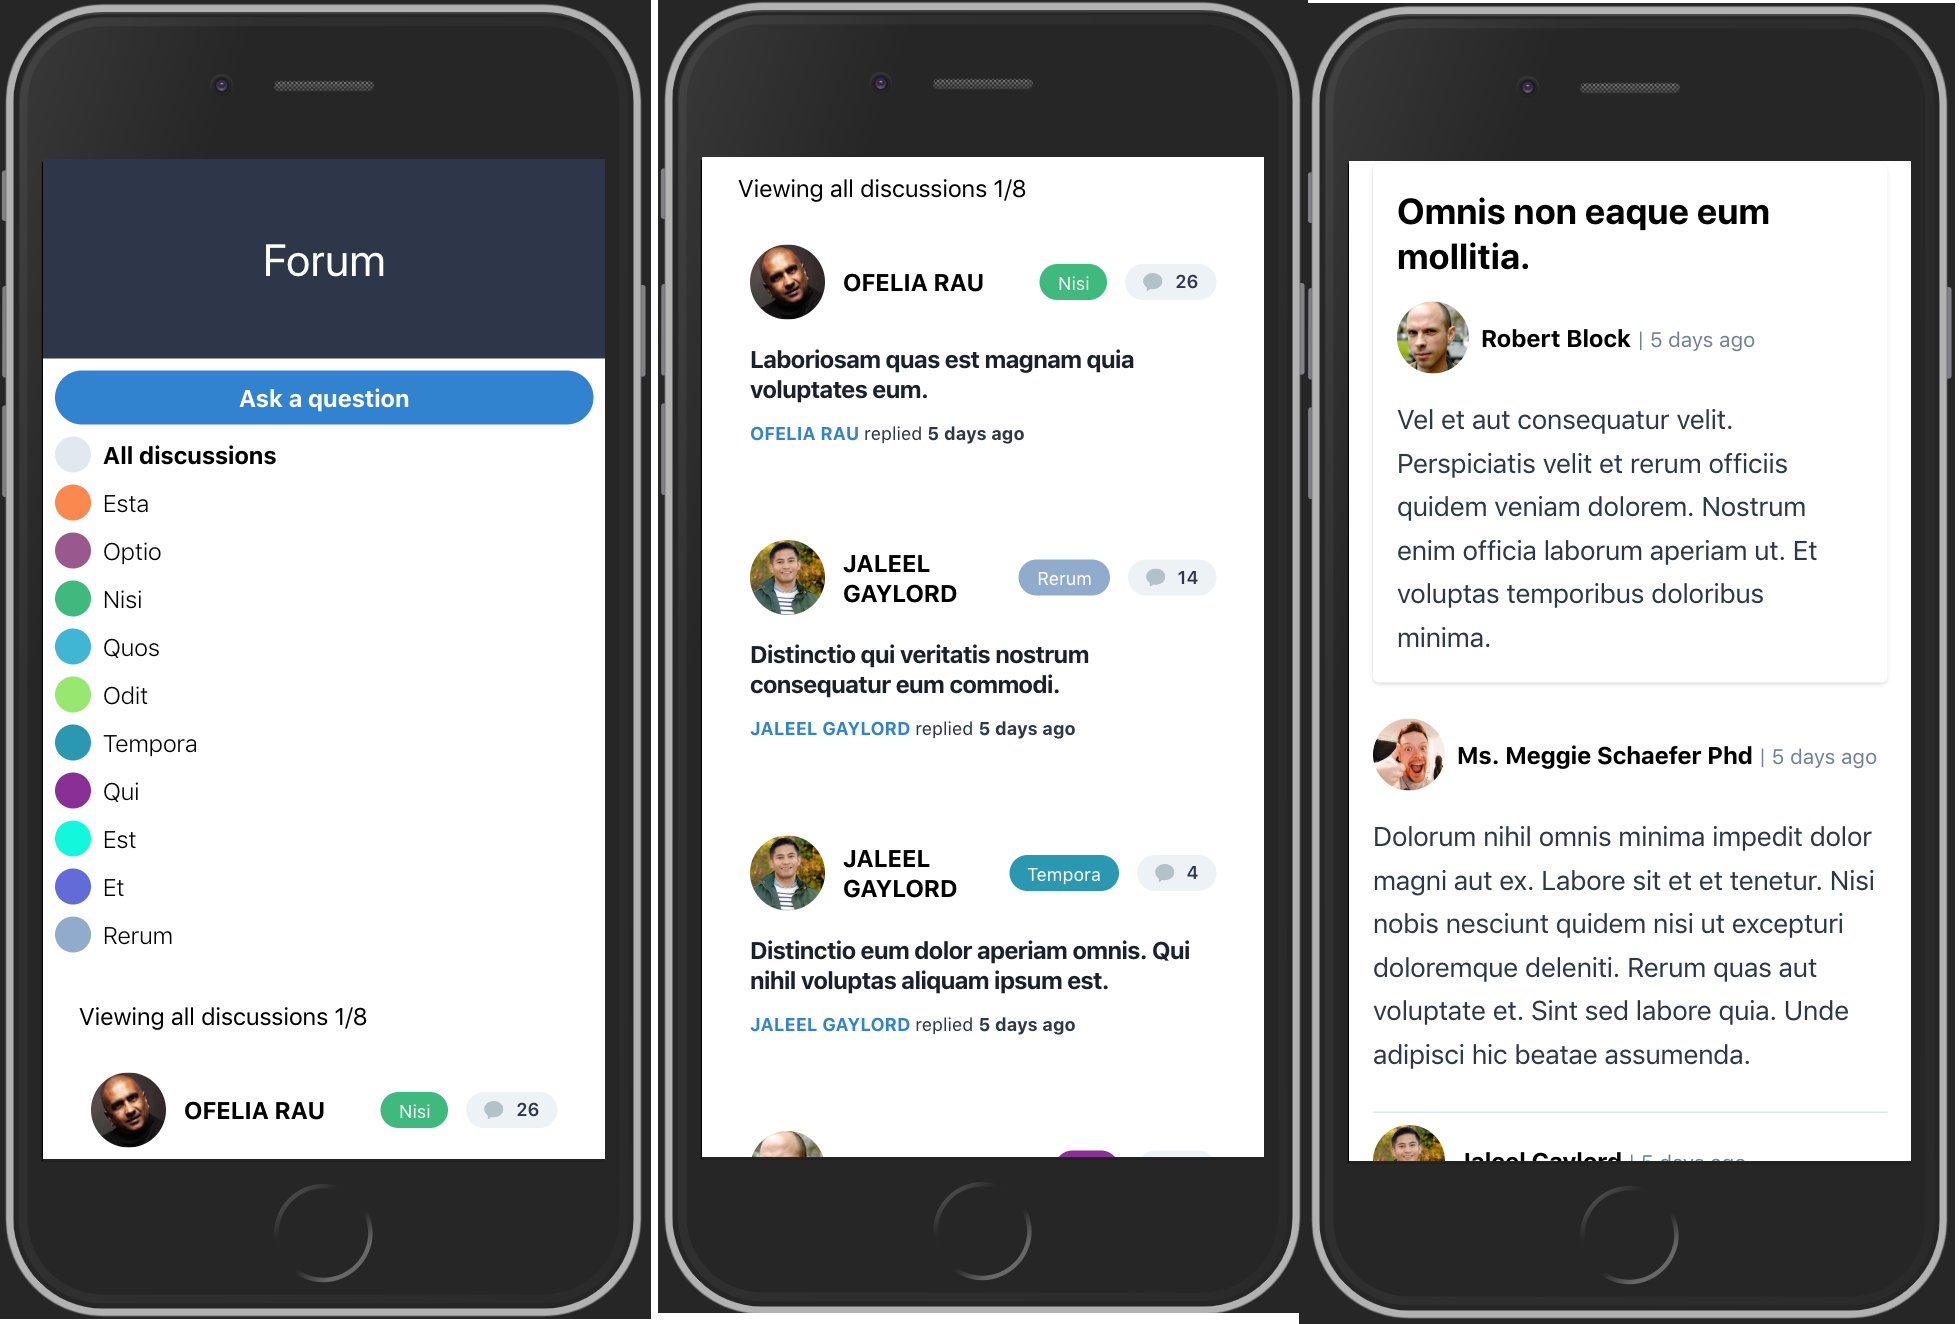 Forum
Ask a question
All discussions
Esta
Optio
Nisi
Quos
Odit
Tempora
Qui
Est
Et
Rerum
Viewing all discussions 1/8
OFELIA RAU Nisi 26
Viewing all discussions 1/8
OFELIA RAU Nisi 26
Laboriosam quas est magnam quia
voluptates eum.
OFELIA RAU replied 5 days ago
JALEEL
GAYLORD
Rerum 14
Distinctio qui veritatis nostrum
consequatur eum commodi.
JALEEL GAYLORD replied 5 days ago
JALEEL
GAYLORD
Tempora 4
Distinctio eum dolor aperiam omnis. Qui
nihil voluptas aliquam ipsum est.
JALEEL GAYLORD replied 5 days ago
Omnis non eaque eum
mollitia.
Robert Block | 5 days ago
Vel et aut consequatur velit.
Perspiciatis velit et rerum officiis
quidem veniam dolorem. Nostrum
enim officia laborum aperiam ut. Et
voluptas temporibus doloribus
minima.
Ms. Meggie Schaefer Phd | 5 days ago
Dolorum nihil omnis minima impedit dolor
magni aut ex. Labore sit et et tenetur. Nisi
nobis nesciunt quidem nisi ut excepturi
doloremque deleniti. Rerum quas aut
voluptate et. Sint sed labore quia. Unde
adipisci hic beatae assumenda.
Jaleel Gaylord | 5 days ago